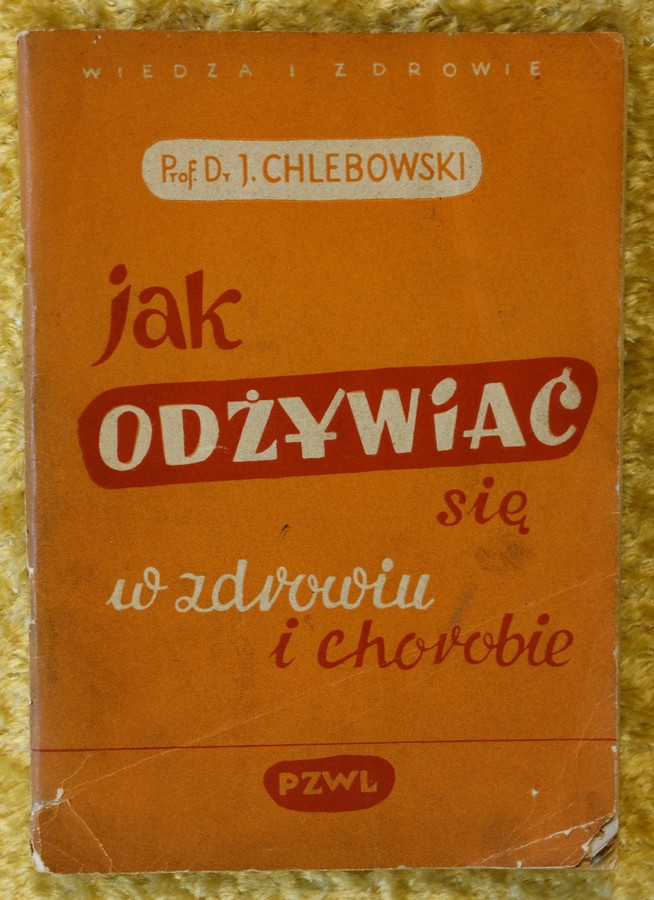 WIEDZA I ZDROWIE
Prof. Dr J. CHLEBOWSKI
jak
ODŻYWIAĆ
się
w zdrowiu
i chorobie
PZWL